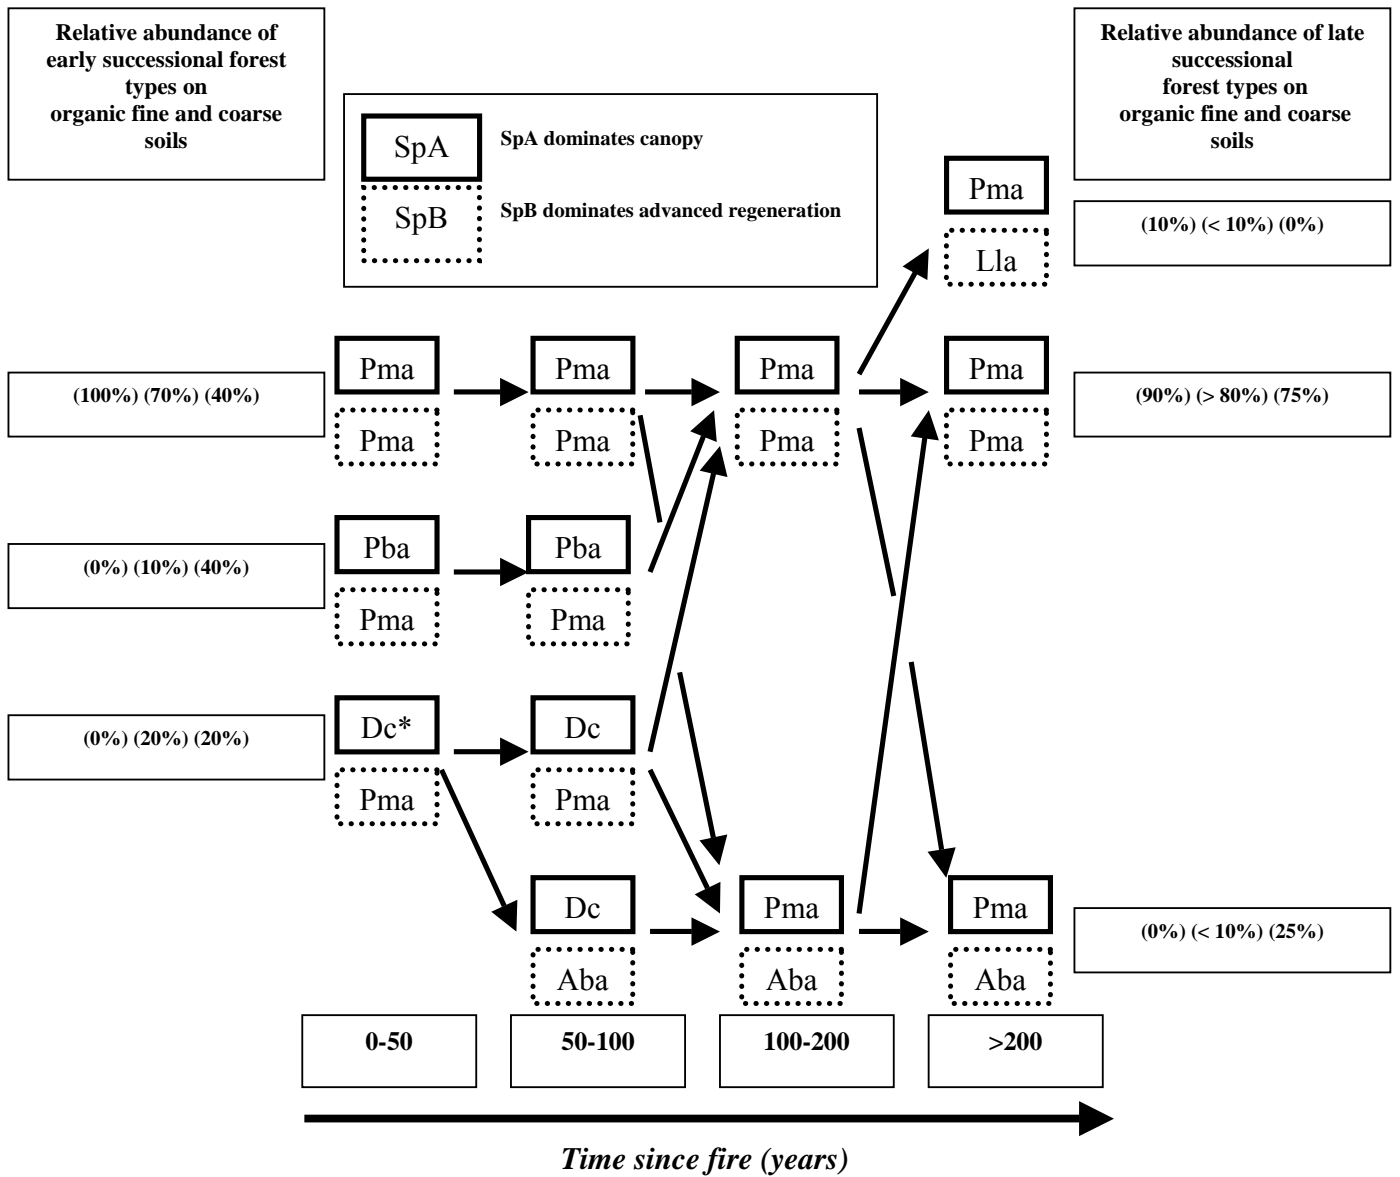 Relative abundance of
early successional forest
types on
organic fine and coarse
soils
Relative abundance of late
successional
forest types on
organic fine and coarse
soils
SpA
SpA dominates canopy
SpB
SpB dominates advanced regeneration
Pma
Lla
(10%) (< 10%) (0%)
(100%) (70%) (40%)
Pma
Pma
Pma
Pma
Pma
Pma
Pma
Pma
(90%) (> 80%) (75%)
(0%) (10%) (40%)
Pba
Pma
Pba
Pma
(0%) (20%) (20%)
Dc*
Pma
Dc
Pma
Dc
Aba
Pma
Aba
Pma
Aba
(0%) (< 10%) (25%)
0-50
50-100
100-200
>200
Time since fire (years)